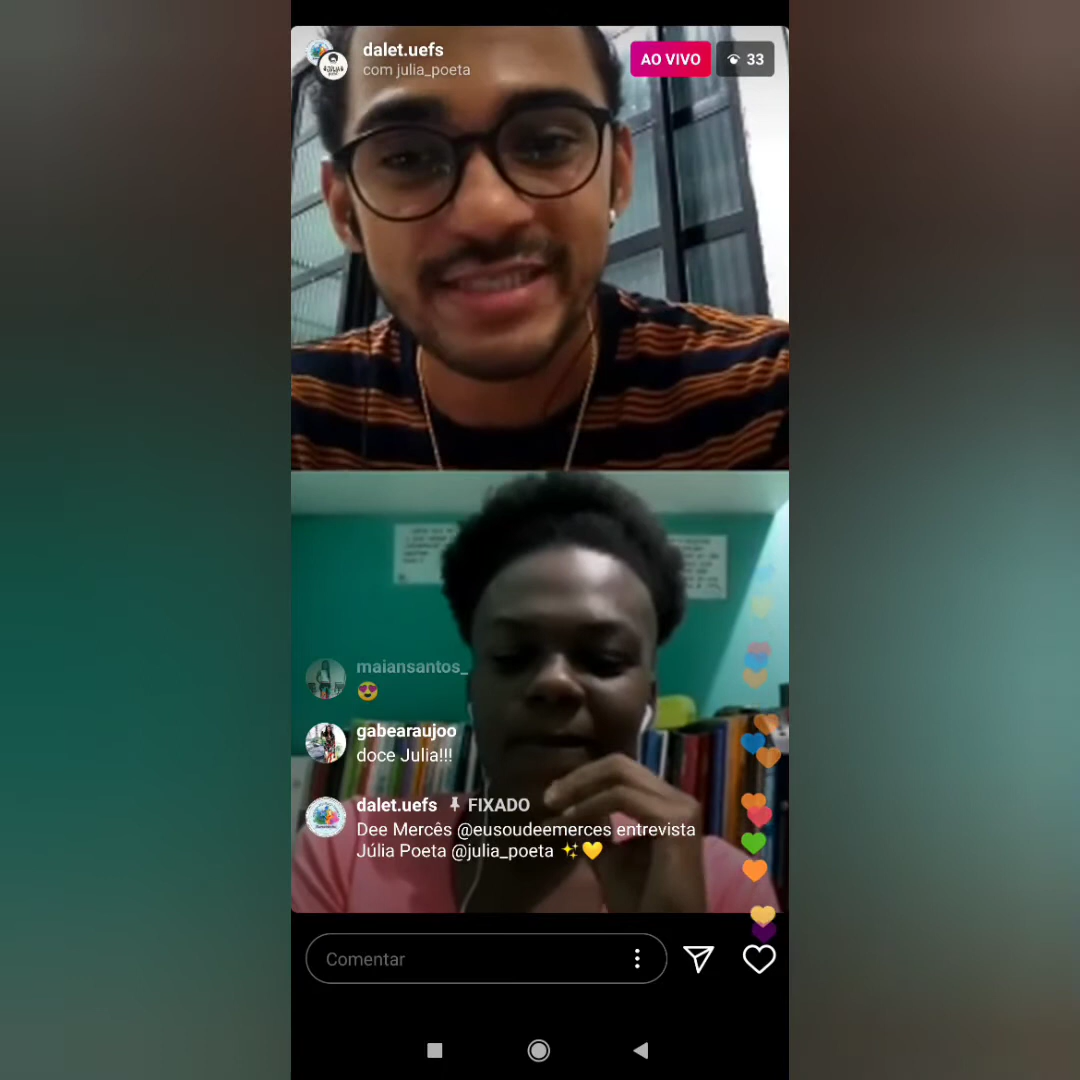 dalet.uefs
com julia_poeta
AO VIVO
33
maiansantos_
😍
gabearaujoo
doce Julia!!!
dalet.uefs FIXADO
Dee Mercês @eusoudeemerces entrevista
Júlia Poeta @julia_poeta ✨💛
Comentar